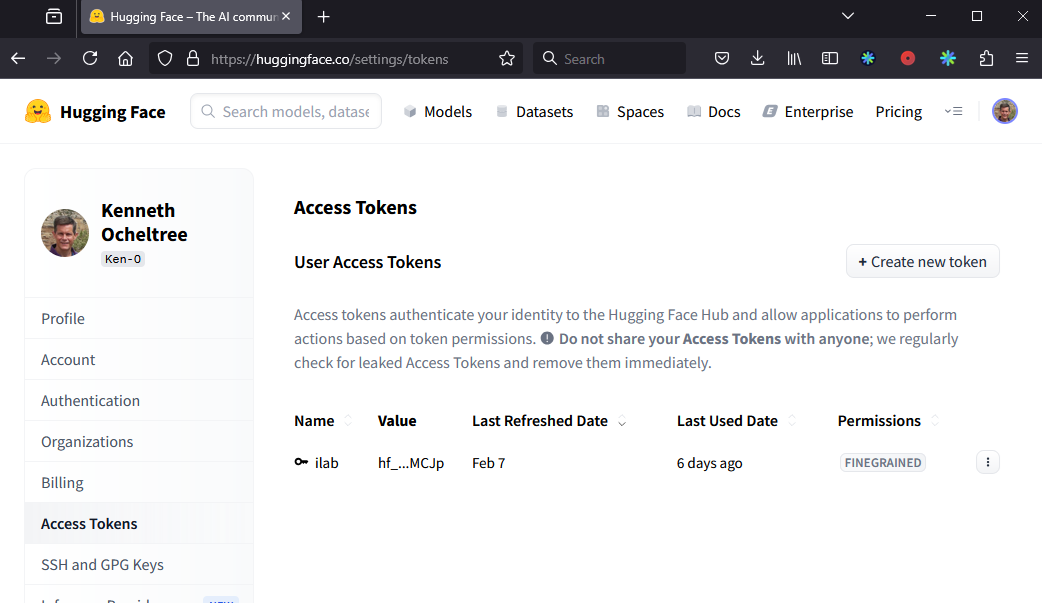 Hugging Face – The AI commun
https://huggingface.co/settings/tokens
Search
Hugging Face
Search models, datase
Models
Datasets
Spaces
Docs
Enterprise
Pricing
Kenneth
Ocheltree
Ken-O
Profile
Account
Authentication
Organizations
Billing
Access Tokens
SSH and GPG Keys
Access Tokens
User Access Tokens
+ Create new token
Access tokens authenticate your identity to the Hugging Face Hub and allow applications to perform
actions based on token permissions. Do not share your Access Tokens with anyone; we regularly
check for leaked Access Tokens and remove them immediately.
Name Value Last Refreshed Date Last Used Date Permissions
ilab hf_...MCJp Feb 7 6 days ago FINEGRAINED